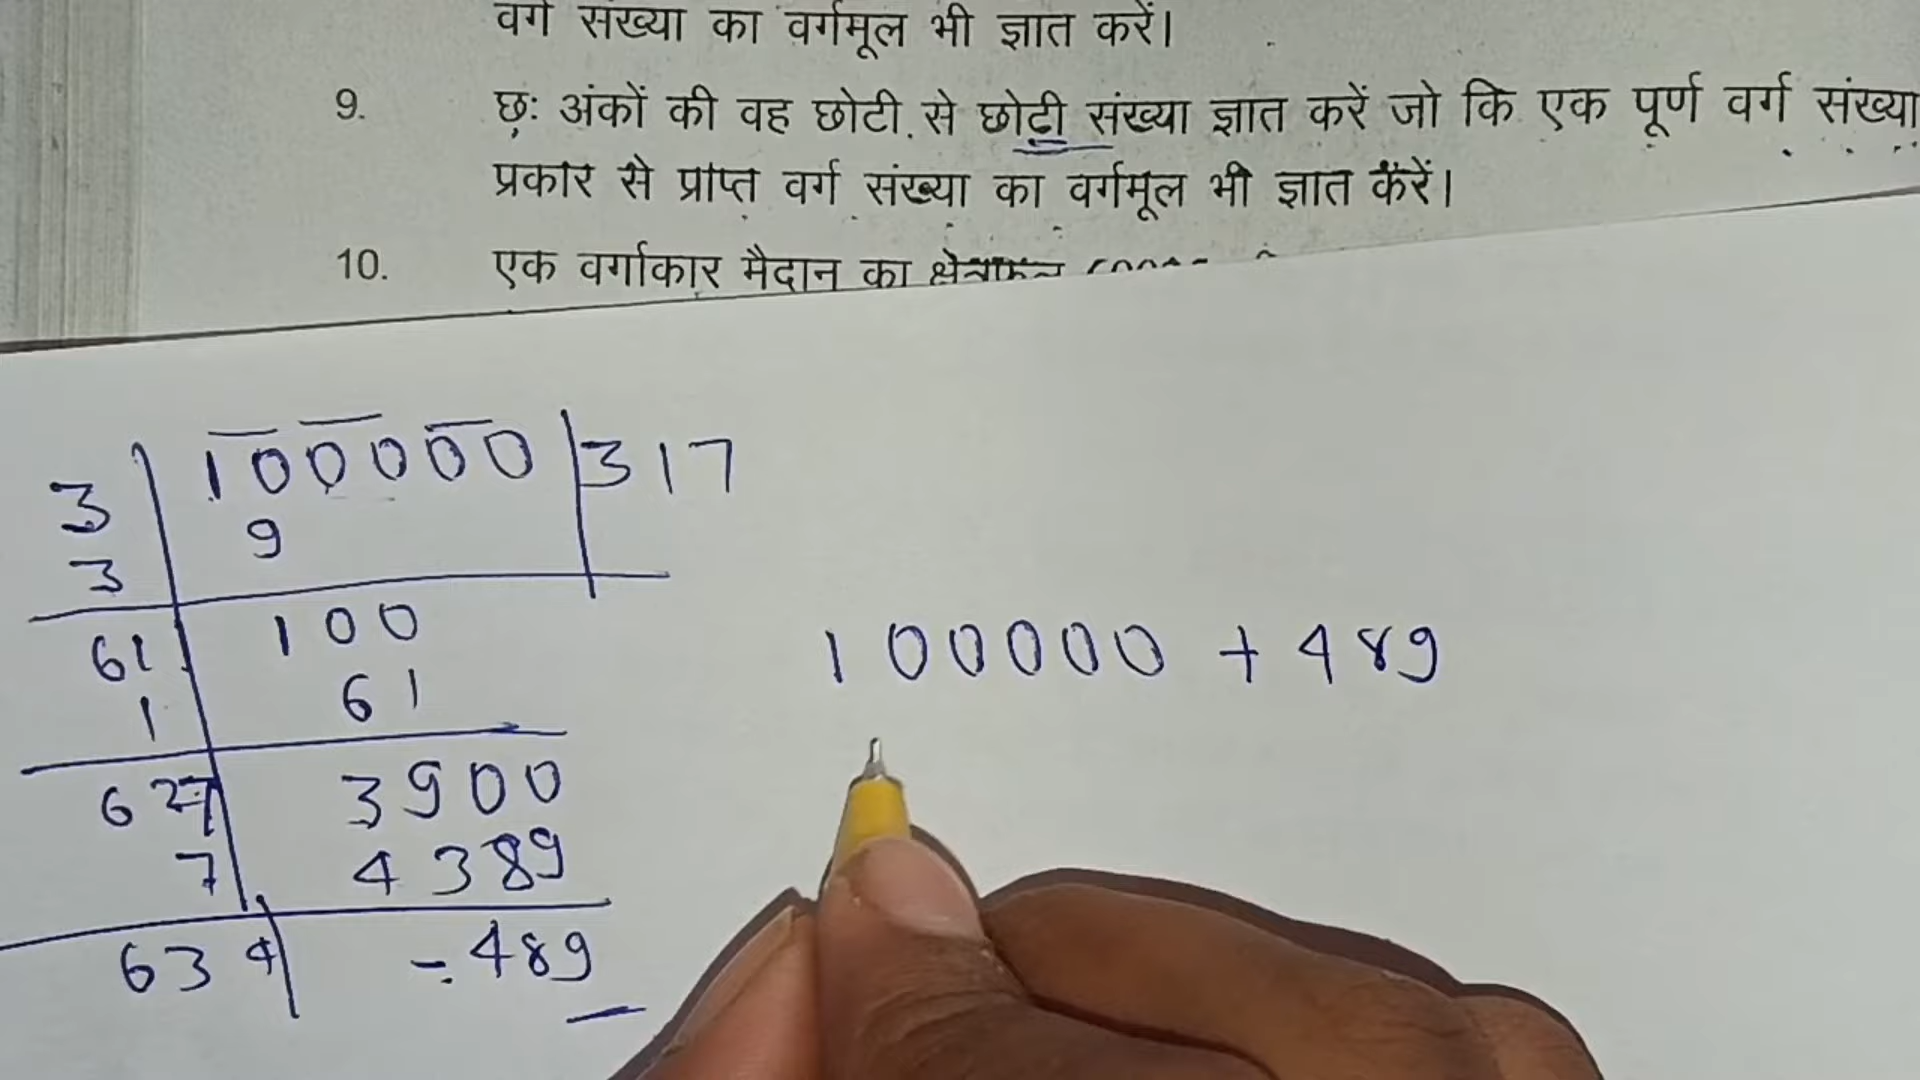 वर्ग संख्या का वर्गमूल भी ज्ञात करें।
9. छः अंकों की वह छोटी से छोटी संख्या ज्ञात करें जो कि एक पूर्ण वर्ग संख्या
प्रकार से प्राप्त वर्ग संख्या का वर्गमूल भी ज्ञात करें।
10. एक वर्गाकार मैदान का क्षेत्रफल
3 100000 317
3 9
61 100
1 61
627 3900
7 4389
634 -489
100000 + 489